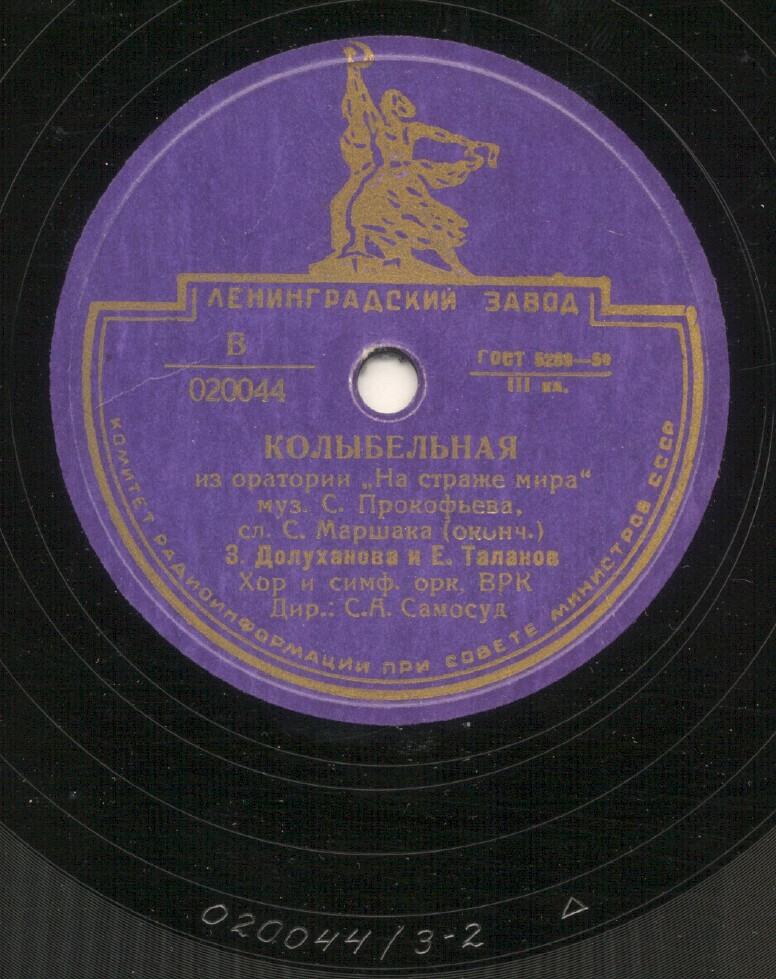 ЛЕНИНГРАДСКИЙ ЗАВОД
В
020044
ГОСТ 5289—50
III кл.
КОЛЫБЕЛЬНАЯ
из оратории „На страже мира“
муз. С. Прокофьева,
сл. С. Маршака (оконч.)
З. Долуханова и Е. Таланов
Хор и симф. орк. ВРК
Дир.: С.А. Самосуд
КОМИТЕТ РАДИОИНФОРМАЦИИ ПРИ СОВЕТЕ МИНИСТРОВ СССР
020044/3-2